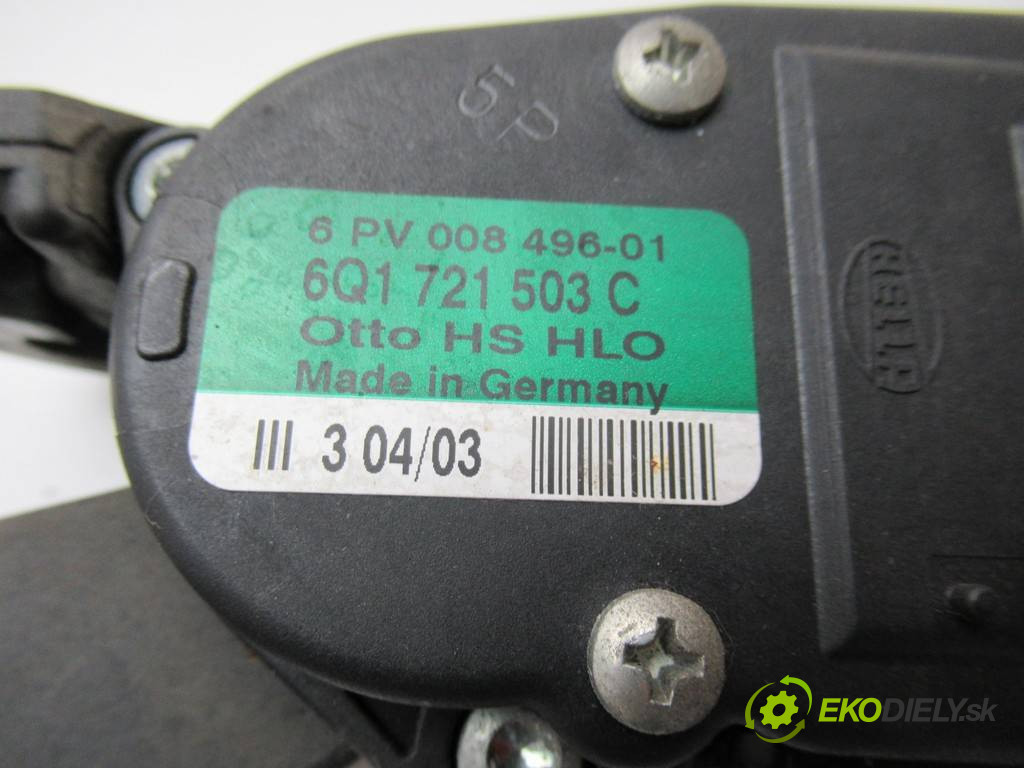 5P
6 PV 008 496-01
6Q1 721 503 C
Otto HS HLO
Made in Germany
III 3 04/03
HELLA
EKODIELY.sk